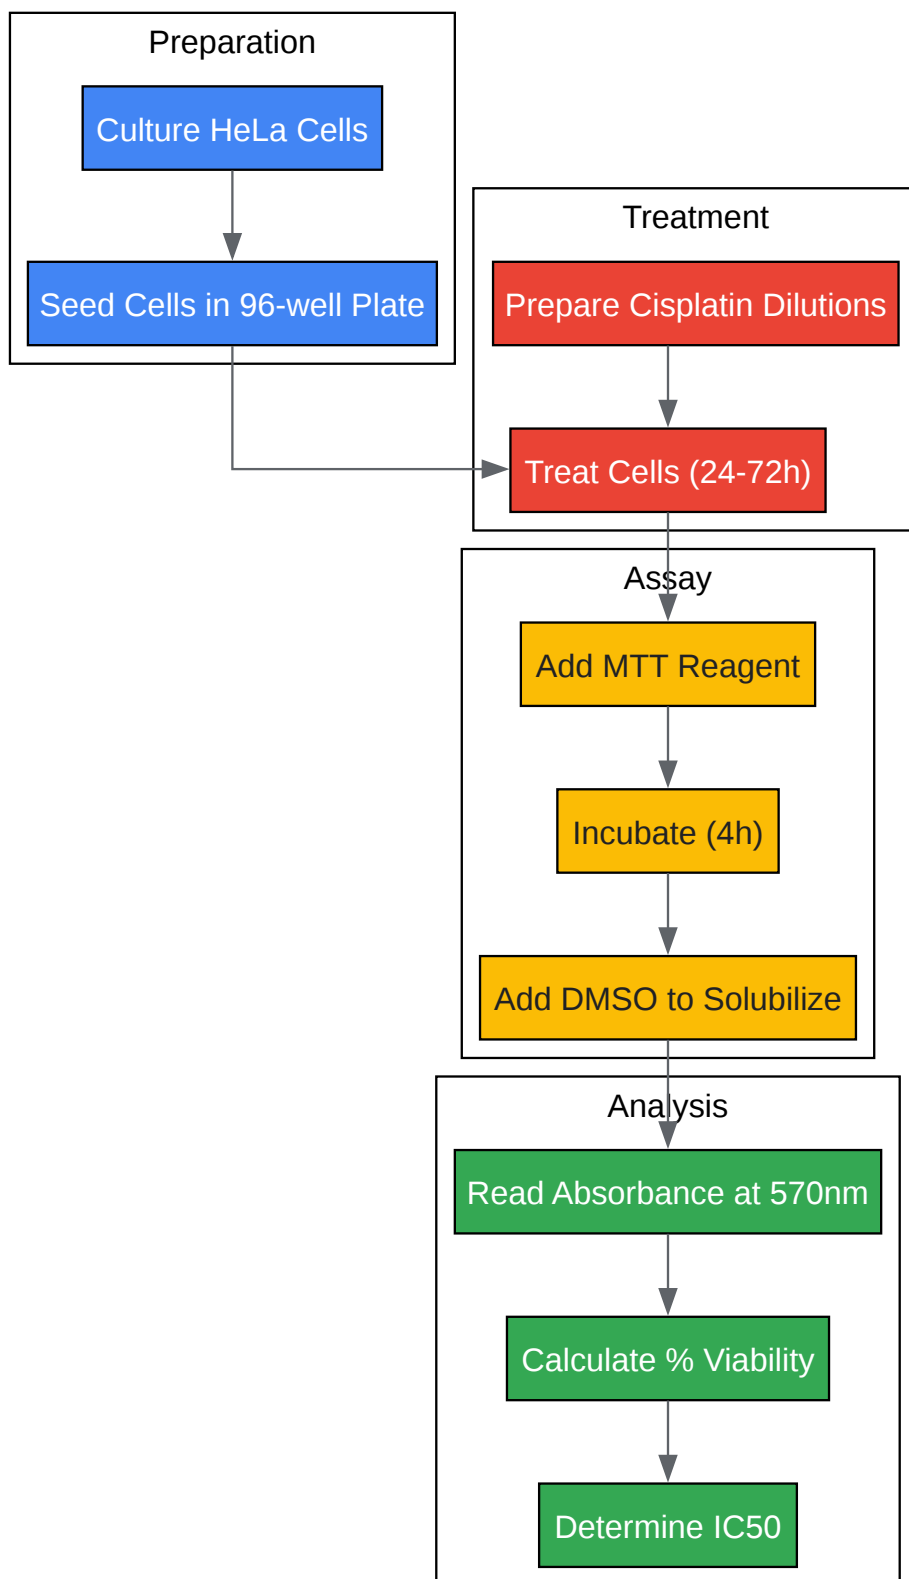 Preparation
Culture HeLa Cells
Seed Cells in 96-well Plate
Treatment
Prepare Cisplatin Dilutions
Treat Cells (24-72h)
Assay
Add MTT Reagent
Incubate (4h)
Add DMSO to Solubilize
Analysis
Read Absorbance at 570nm
Calculate % Viability
Determine IC50